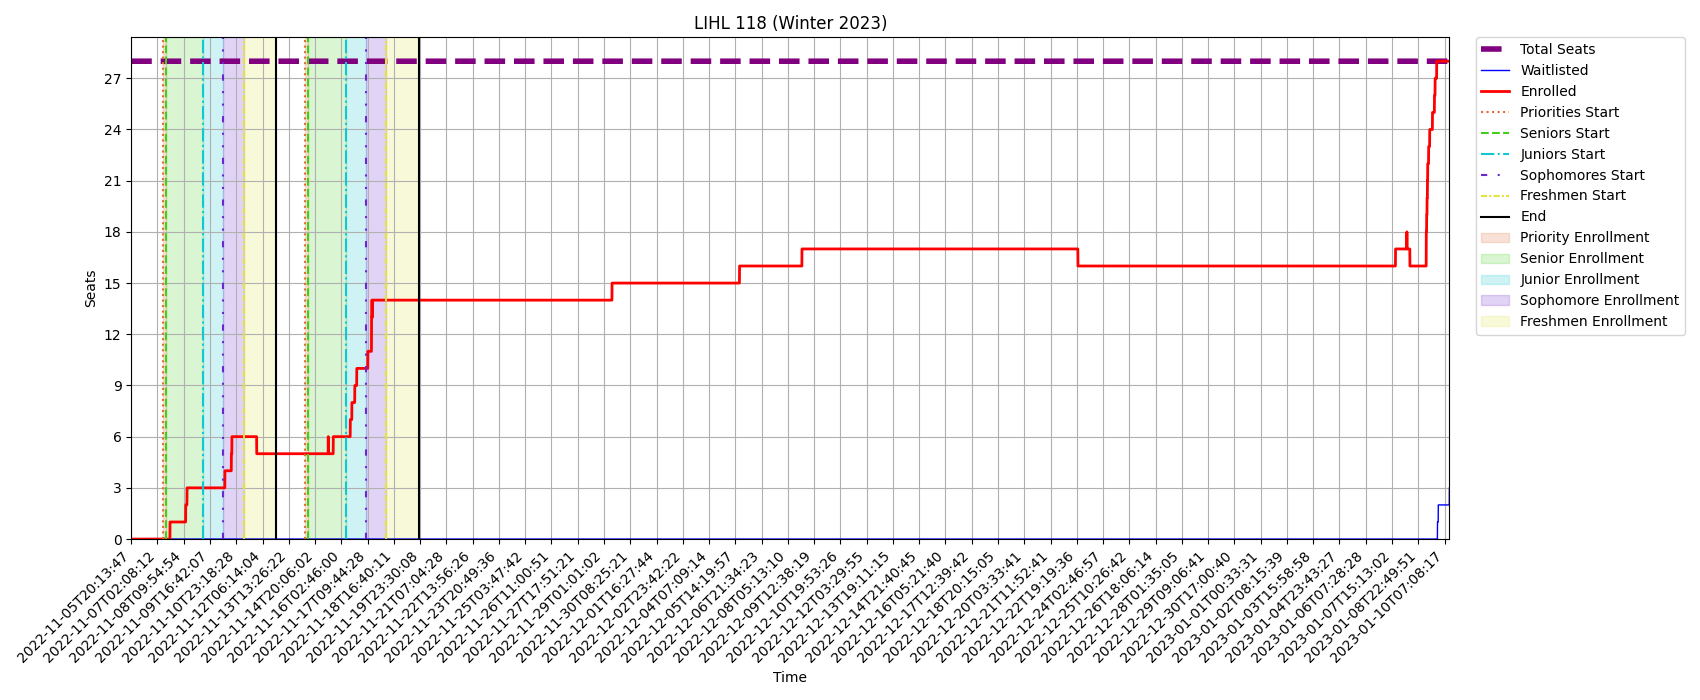 LIHL 118 (Winter 2023)
Total Seats
Waitlisted
Enrolled
Priorities Start
Seniors Start
Juniors Start
Sophomores Start
Freshmen Start
End
Priority Enrollment
Senior Enrollment
Junior Enrollment
Sophomore Enrollment
Freshmen Enrollment
Seats
27
24
21
18
15
12
9
6
3
0
2022-11-05T20:13:47
2022-11-07T02:08:12
2022-11-08T09:54:54
2022-11-09T16:42:07
2022-11-10T23:18:28
2022-11-12T06:14:04
2022-11-13T13:26:22
2022-11-14T20:06:02
2022-11-16T02:46:00
2022-11-17T09:44:28
2022-11-18T16:40:11
2022-11-19T23:30:08
2022-11-21T07:04:28
2022-11-22T13:56:26
2022-11-23T20:49:36
2022-11-25T03:47:42
2022-11-26T11:00:51
2022-11-27T17:51:21
2022-11-29T01:01:02
2022-11-30T08:25:21
2022-12-01T16:27:44
2022-12-02T23:42:22
2022-12-04T07:09:14
2022-12-05T14:19:57
2022-12-06T21:34:23
2022-12-08T05:13:10
2022-12-09T12:38:19
2022-12-10T19:53:26
2022-12-12T03:29:55
2022-12-13T19:11:15
2022-12-14T21:40:45
2022-12-16T05:21:40
2022-12-17T12:39:42
2022-12-18T20:15:05
2022-12-20T03:33:41
2022-12-21T11:52:41
2022-12-22T19:19:36
2022-12-24T02:46:57
2022-12-25T10:26:42
2022-12-26T18:06:14
2022-12-28T01:35:05
2022-12-29T09:06:41
2022-12-30T17:00:40
2023-01-01T00:33:31
2023-01-02T08:15:39
2023-01-03T15:58:58
2023-01-04T23:43:27
2023-01-06T07:28:28
2023-01-07T15:13:02
2023-01-08T22:49:51
2023-01-10T07:08:17
Time